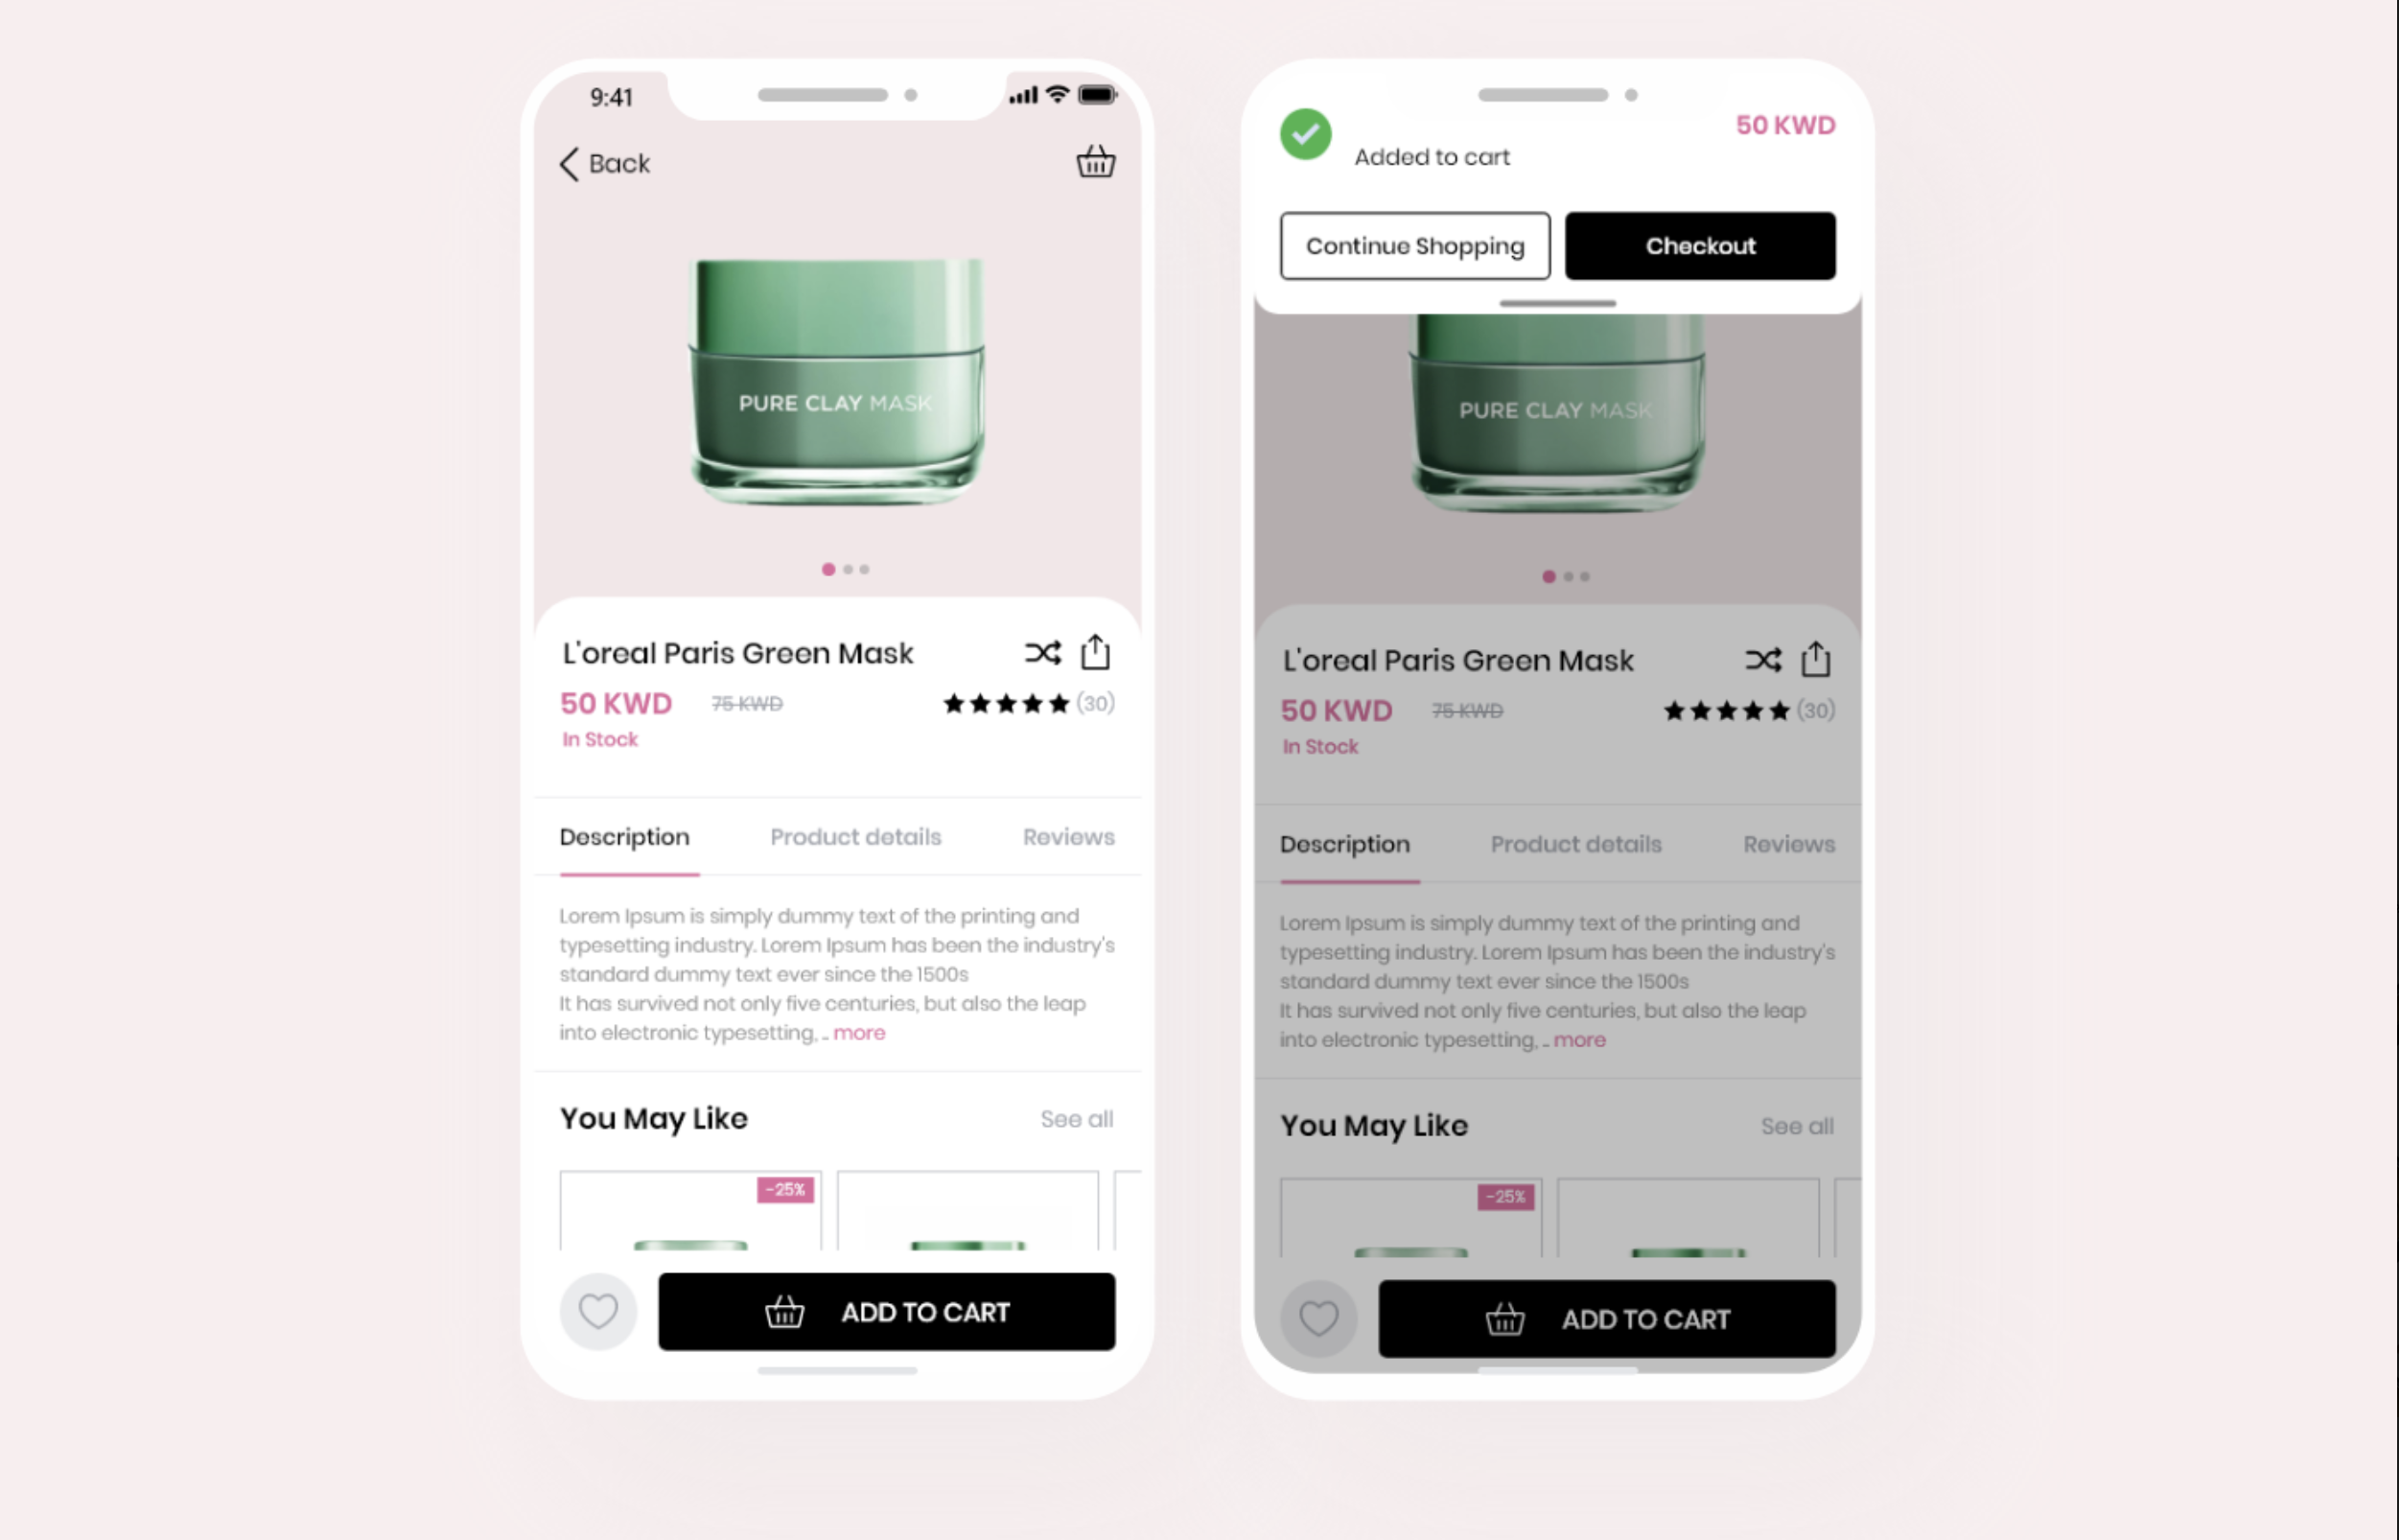 9:41
Back
PURE CLAY MASK
L'oreal Paris Green Mask
50 KWD 75 KWD (30)
In Stock
Description Product details Reviews
Lorem Ipsum is simply dummy text of the printing and
typesetting industry. Lorem Ipsum has been the industry's
standard dummy text ever since the 1500s
It has survived not only five centuries, but also the leap
into electronic typesetting, .. more
You May Like See all
-25%
ADD TO CART
50 KWD
Added to cart
Continue Shopping Checkout
PURE CLAY MASK
L'oreal Paris Green Mask
50 KWD 75 KWD (30)
In Stock
Description Product details Reviews
Lorem Ipsum is simply dummy text of the printing and
typesetting industry. Lorem Ipsum has been the industry's
standard dummy text ever since the 1500s
It has survived not only five centuries, but also the leap
into electronic typesetting, .. more
You May Like See all
-25%
ADD TO CART